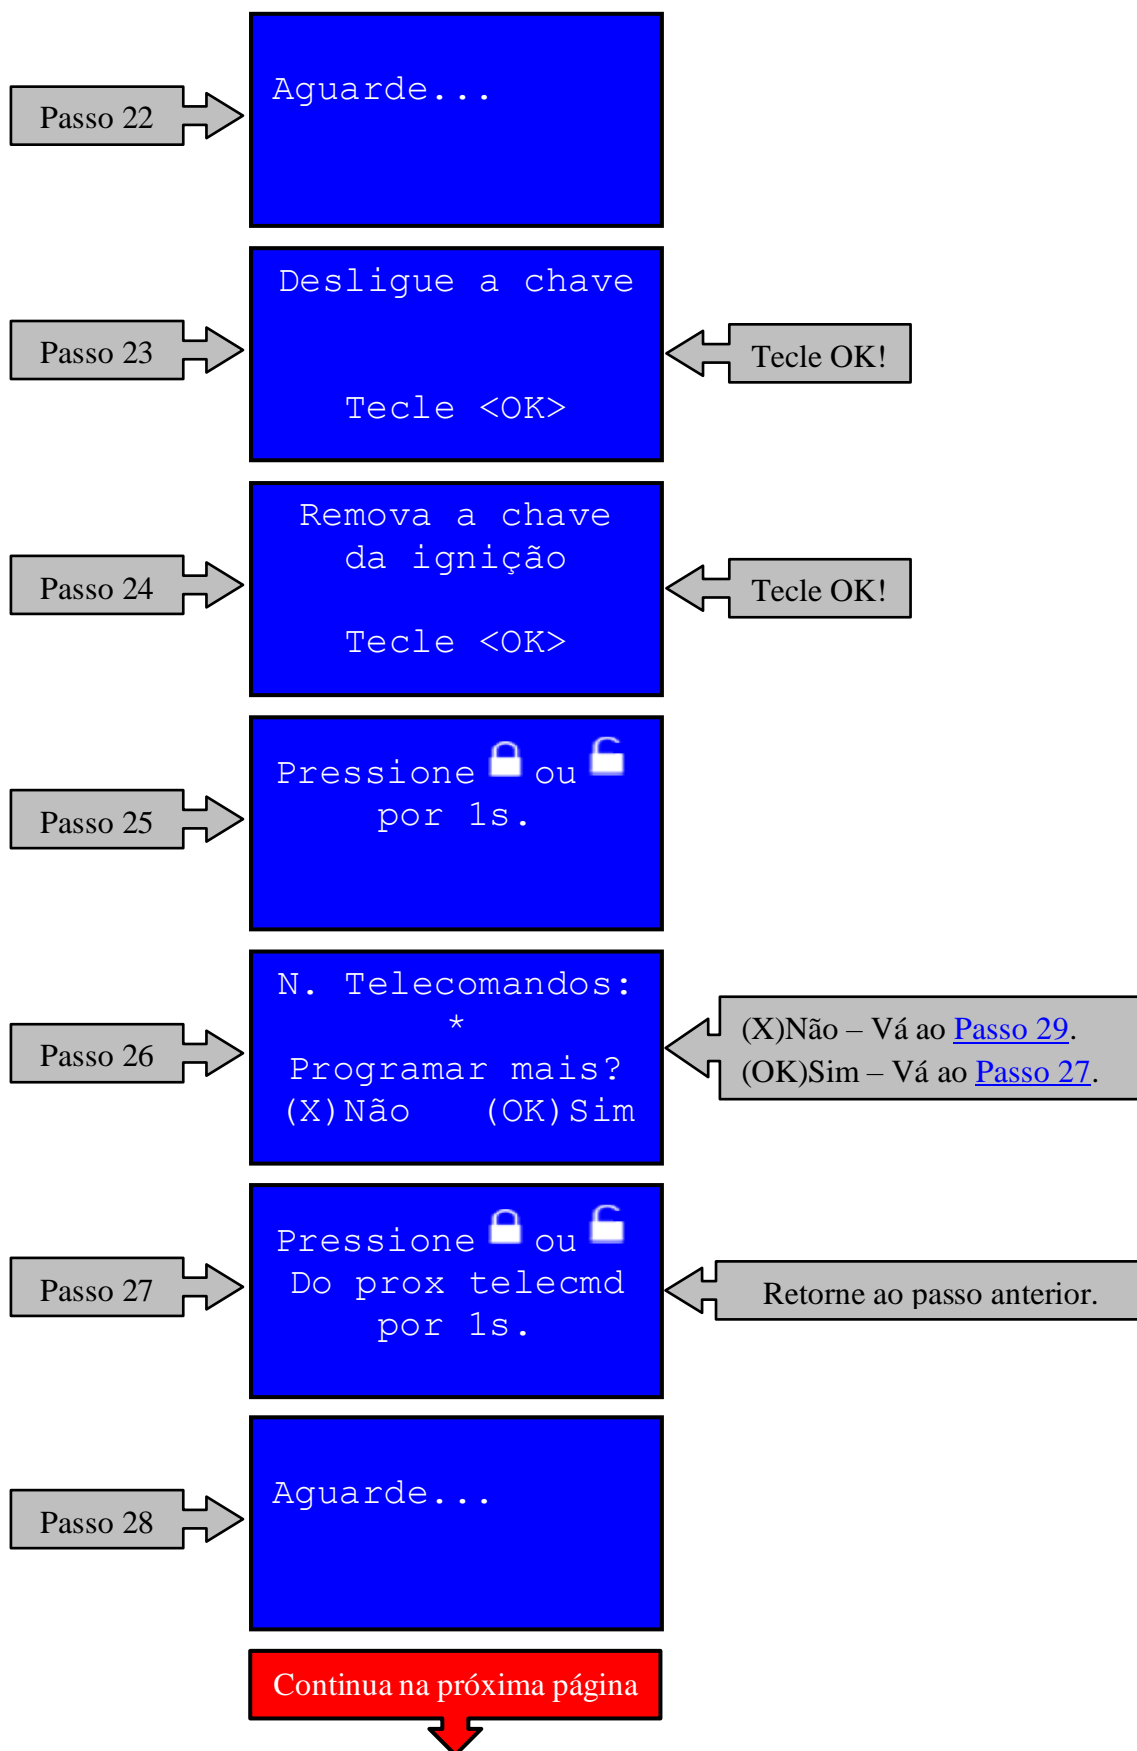 Passo 22
Aguarde...
Passo 23
Desligue a chave
Tecle <OK>
Tecle OK!
Passo 24
Remova a chave
da ignição
Tecle <OK>
Tecle OK!
Passo 25
Pressione ou
por 1s.
Passo 26
N. Telecomandos:
*
Programar mais?
(X)Não (OK)Sim
(X)Não – Vá ao Passo 29.
(OK)Sim – Vá ao Passo 27.
Passo 27
Pressione ou
Do prox telecmd
por 1s.
Retorne ao passo anterior.
Passo 28
Aguarde...
Continua na próxima página